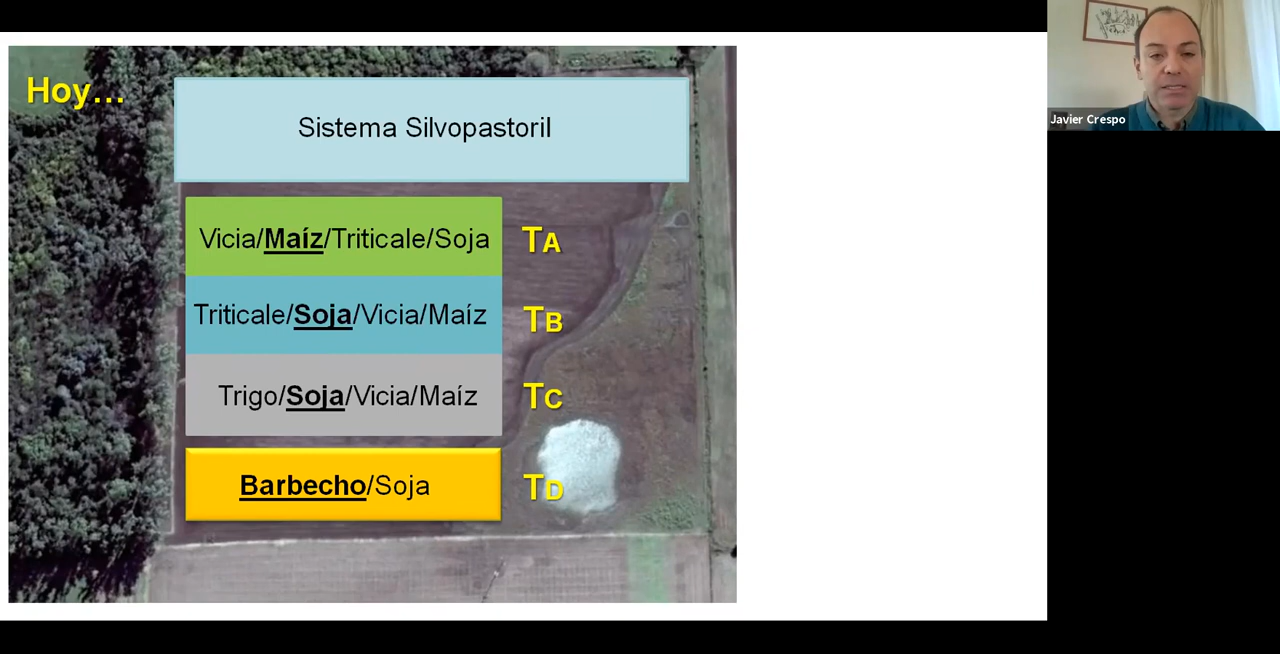 Hoy...
Sistema Silvopastoril
Vicia/Maíz/Triticale/Soja TA
Triticale/Soja/Vicia/Maíz TB
Trigo/Soja/Vicia/Maíz TC
Barbecho/Soja TD
Javier Crespo